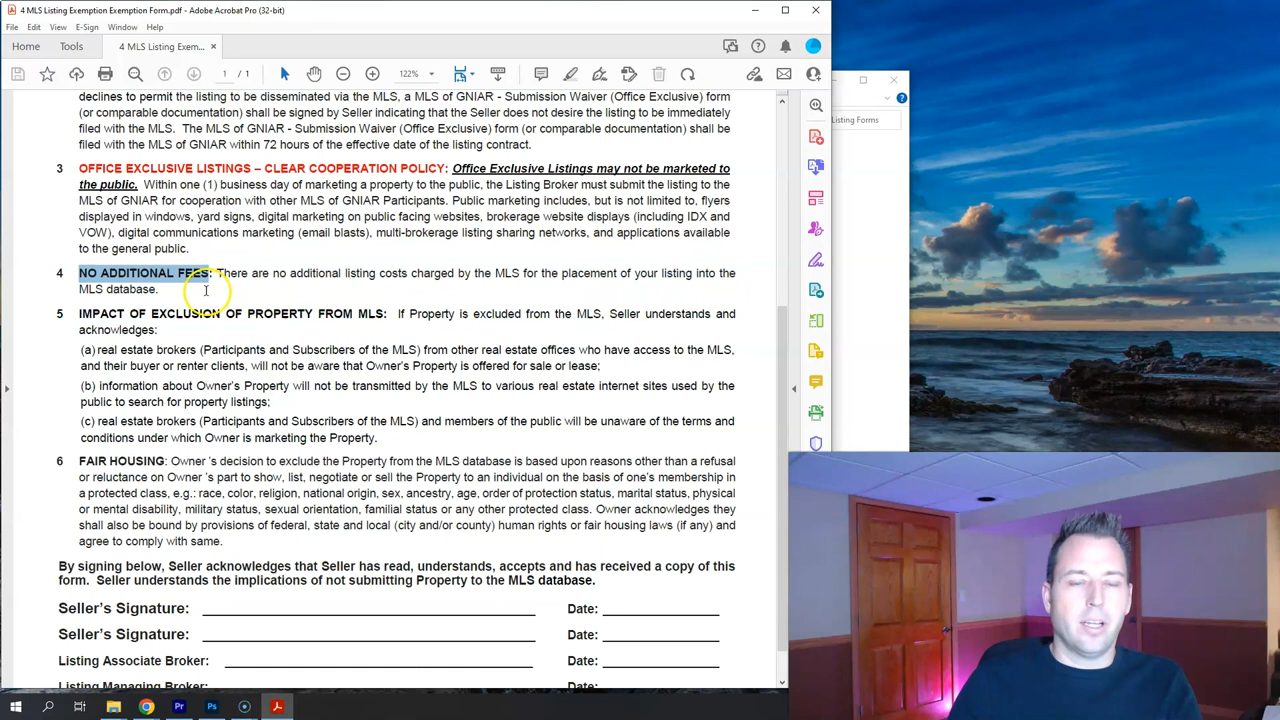 4 MLS Listing Exemption Exemption Form.pdf - Adobe Acrobat Pro (32-bit)
File Edit View E-Sign Window Help
Home Tools 4 MLS Listing Exem... ×
1 / 1 122%
Listing Forms
declines to permit the listing to be disseminated via the MLS, a MLS of GNIAR - Submission Waiver (Office Exclusive) form
(or comparable documentation) shall be signed by Seller indicating that the Seller does not desire the listing to be immediately
filed with the MLS. The MLS of GNIAR - Submission Waiver (Office Exclusive) form (or comparable documentation) shall be
filed with the MLS of GNIAR within 72 hours of the effective date of the listing contract.
3 OFFICE EXCLUSIVE LISTINGS – CLEAR COOPERATION POLICY: Office Exclusive Listings may not be marketed to
the public. Within one (1) business day of marketing a property to the public, the Listing Broker must submit the listing to the
MLS of GNIAR for cooperation with other MLS of GNIAR Participants. Public marketing includes, but is not limited to, flyers
displayed in windows, yard signs, digital marketing on public facing websites, brokerage website displays (including IDX and
VOW), digital communications marketing (email blasts), multi-brokerage listing sharing networks, and applications available
to the general public.
4 NO ADDITIONAL FEES: There are no additional listing costs charged by the MLS for the placement of your listing into the
MLS database.
5 IMPACT OF EXCLUSION OF PROPERTY FROM MLS: If Property is excluded from the MLS, Seller understands and
acknowledges:
(a) real estate brokers (Participants and Subscribers of the MLS) from other real estate offices who have access to the MLS,
and their buyer or renter clients, will not be aware that Owner's Property is offered for sale or lease;
(b) information about Owner's Property will not be transmitted by the MLS to various real estate internet sites used by the
public to search for property listings;
(c) real estate brokers (Participants and Subscribers of the MLS) and members of the public will be unaware of the terms and
conditions under which Owner is marketing the Property.
6 FAIR HOUSING: Owner 's decision to exclude the Property from the MLS database is based upon reasons other than a refusal
or reluctance on Owner 's part to show, list, negotiate or sell the Property to an individual on the basis of one's membership in
a protected class, e.g.: race, color, religion, national origin, sex, ancestry, age, order of protection status, marital status, physical
or mental disability, military status, sexual orientation, familial status or any other protected class. Owner acknowledges they
shall also be bound by provisions of federal, state and local (city and/or county) human rights or fair housing laws (if any) and
agree to comply with same.
By signing below, Seller acknowledges that Seller has read, understands, accepts and has received a copy of this
form. Seller understands the implications of not submitting Property to the MLS database.
Seller's Signature: Date:
Seller's Signature: Date:
Listing Associate Broker: Date:
Listing Managing Broker: Date: